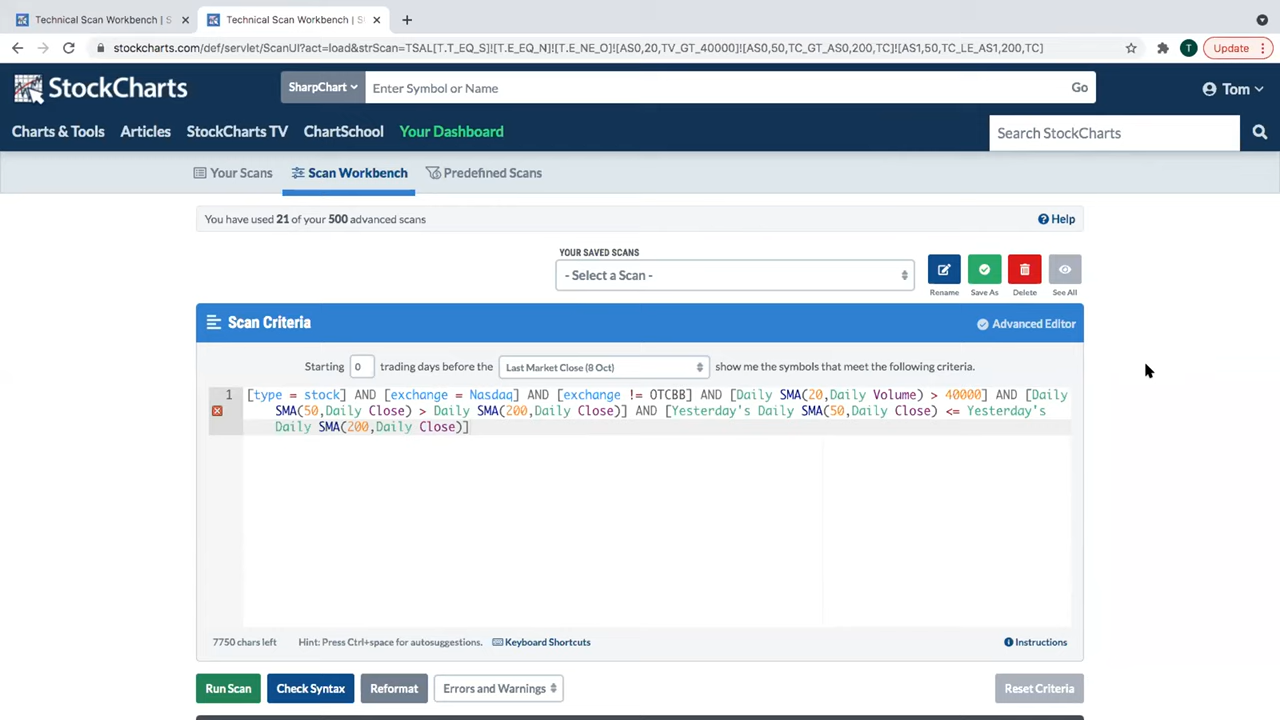 Technical Scan Workbench | S
Technical Scan Workbench | S
stockcharts.com/def/servlet/ScanUI?act=load&strScan=TSAL[T.T_EQ_S]![T.E_EQ_N]![T.E_NE_O]![AS0,20,TV_GT_40000]![AS0,50,TC_GT_AS0,200,TC]![AS1,50,TC_LE_AS1,200,TC]
T
Update
StockCharts
SharpChart
Enter Symbol or Name
Go
Tom
Charts & Tools
Articles
StockCharts TV
ChartSchool
Your Dashboard
Search StockCharts
Your Scans
Scan Workbench
Predefined Scans
You have used 21 of your 500 advanced scans
Help
YOUR SAVED SCANS
- Select a Scan -
Rename
Save As
Delete
See All
Scan Criteria
Advanced Editor
Starting 0 trading days before the Last Market Close (8 Oct) show me the symbols that meet the following criteria.
1 [type = stock] AND [exchange = Nasdaq] AND [exchange != OTCBB] AND [Daily SMA(20,Daily Volume) > 40000] AND [Daily
SMA(50,Daily Close) > Daily SMA(200,Daily Close)] AND [Yesterday's Daily SMA(50,Daily Close) <= Yesterday's
Daily SMA(200,Daily Close)]
7750 chars left
Hint: Press Ctrl+space for autosuggestions.
Keyboard Shortcuts
Instructions
Run Scan
Check Syntax
Reformat
Errors and Warnings
Reset Criteria